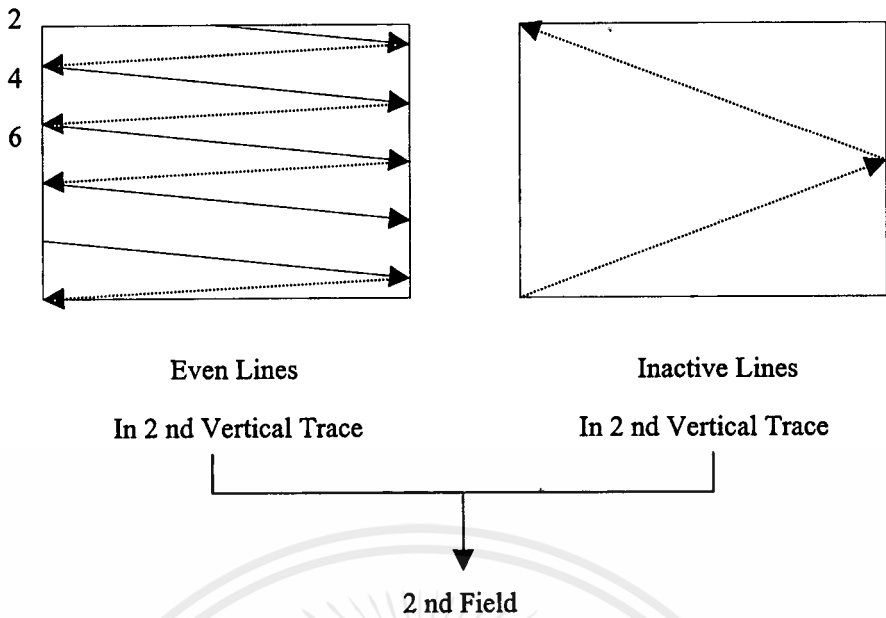 2
4
6
Even Lines
In 2 nd Vertical Trace
Inactive Lines
In 2 nd Vertical Trace
2 nd Field